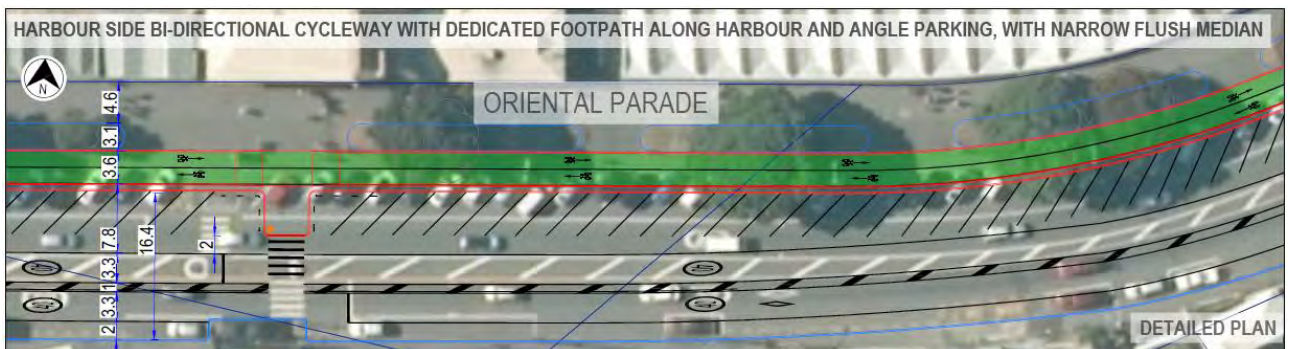 HARBOUR SIDE BI-DIRECTIONAL CYCLEWAY WITH DEDICATED FOOTPATH ALONG HARBOUR AND ANGLE PARKING, WITH NARROW FLUSH MEDIAN
N
ORIENTAL PARADE
4.6
3.1
3.6
7.8
16.4
2
3.3
1
3.3
2
DETAILED PLAN